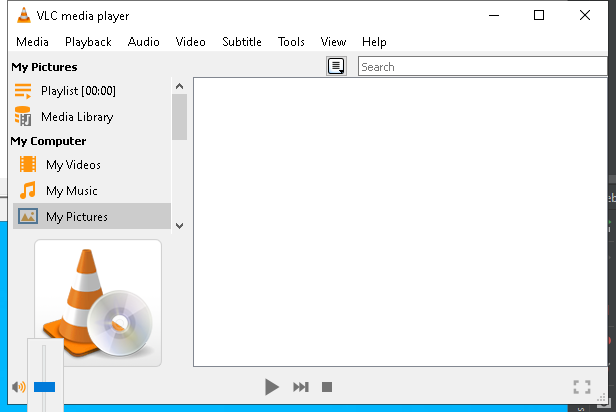 VLC media player
Media Playback Audio Video Subtitle Tools View Help
My Pictures
Search
Playlist [00:00]
Media Library
My Computer
My Videos
My Music
My Pictures